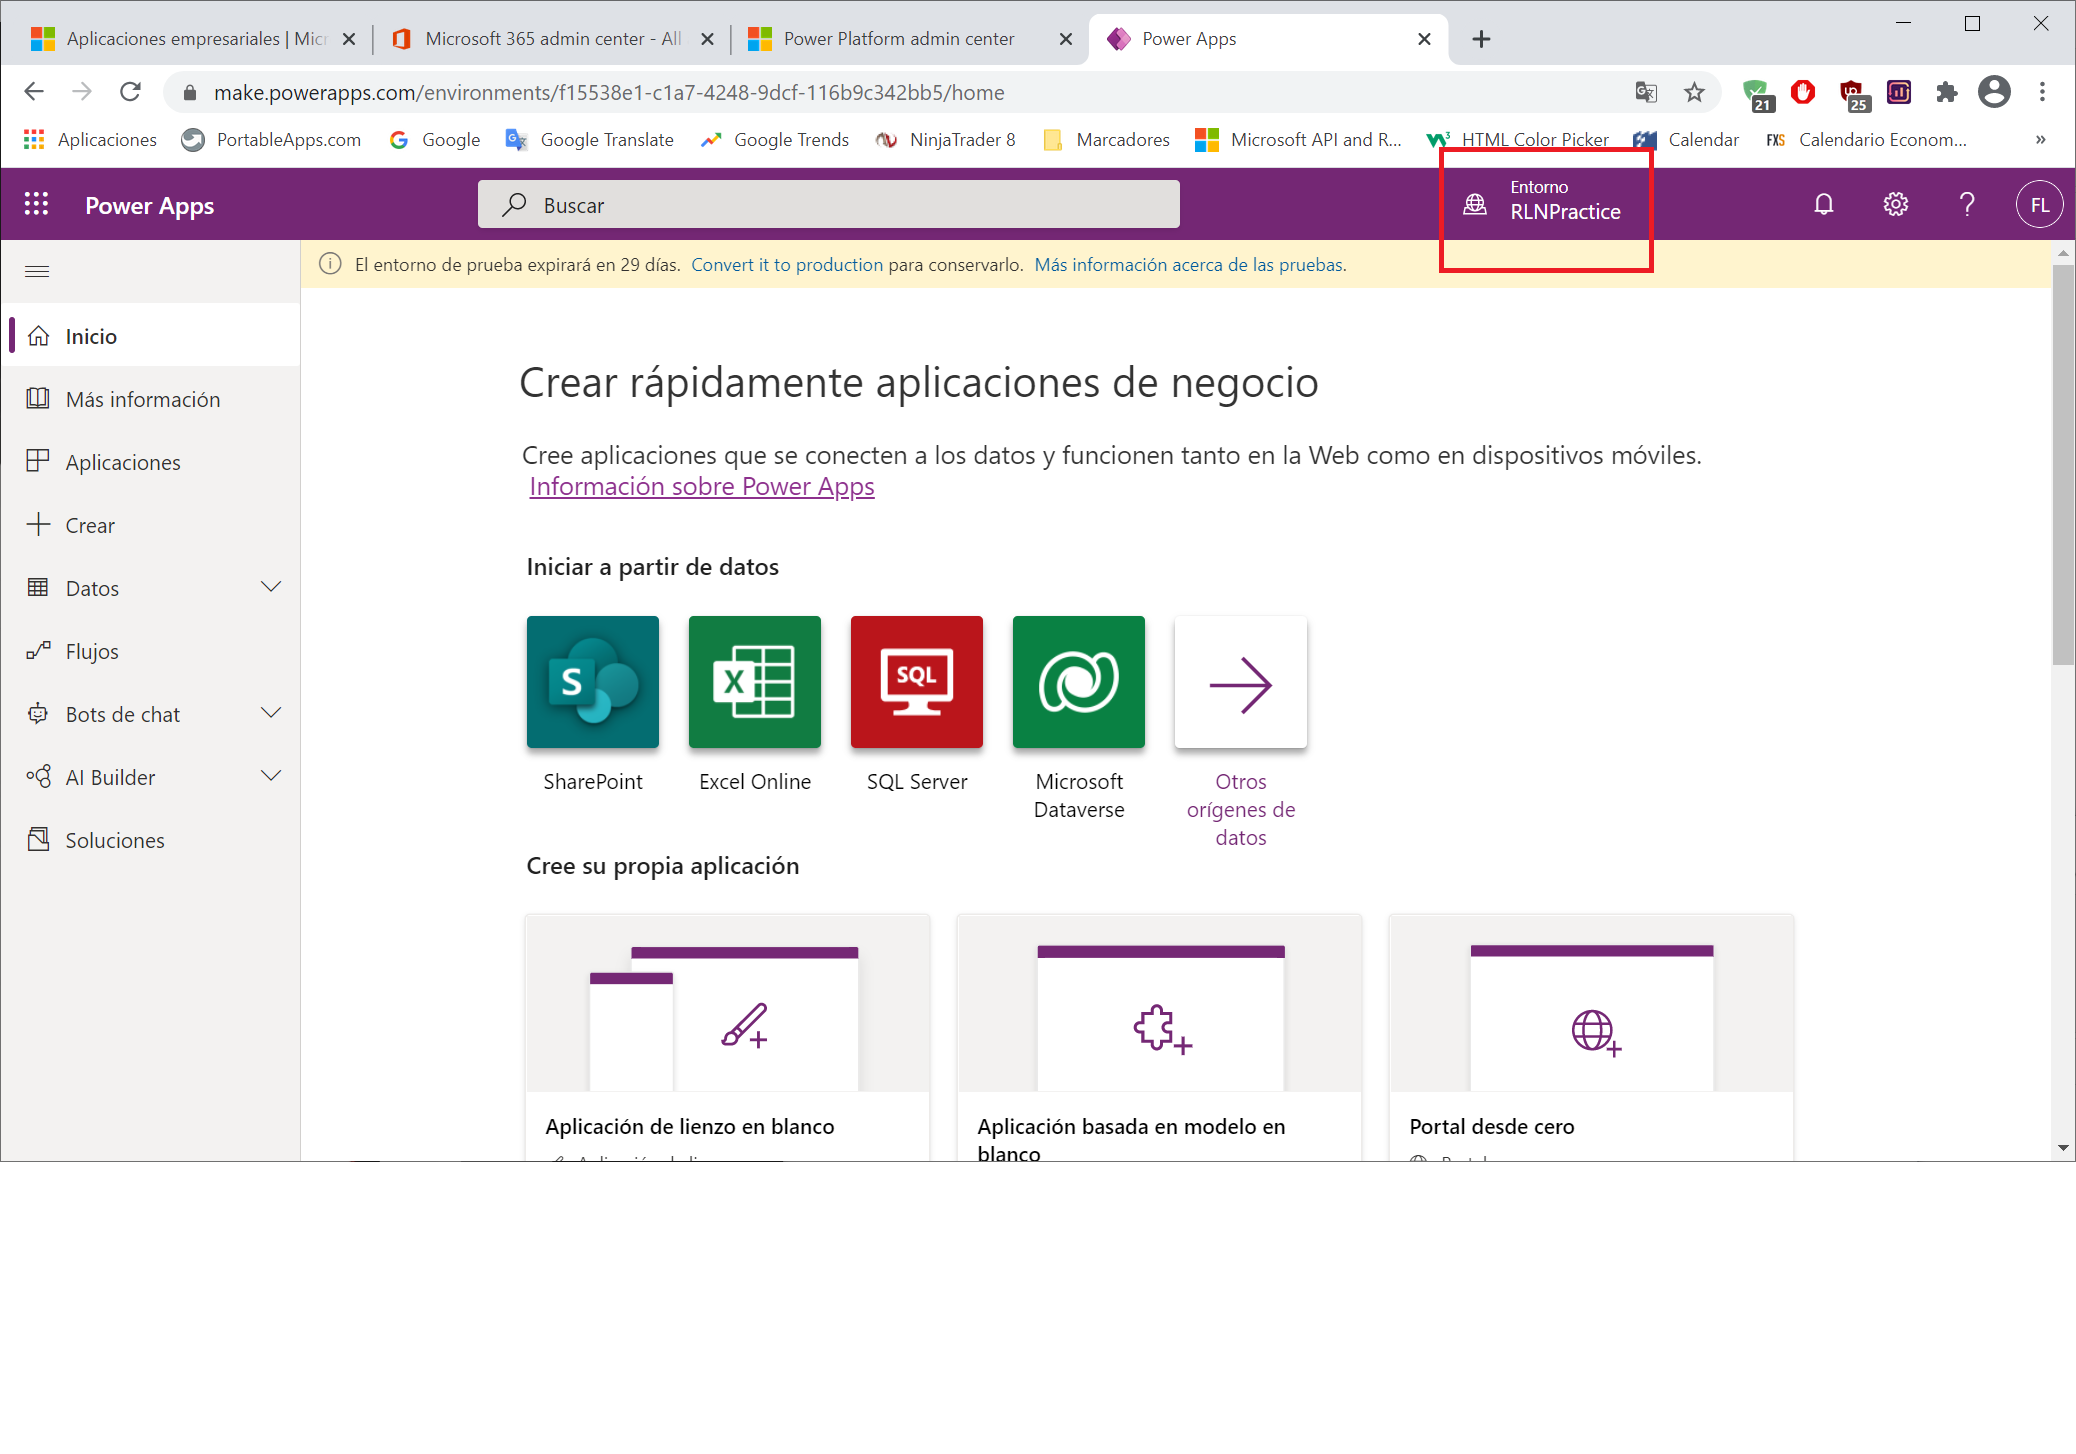 Aplicaciones empresariales | Micr
Microsoft 365 admin center - All
Power Platform admin center
Power Apps
make.powerapps.com/environments/f15538e1-c1a7-4248-9dcf-116b9c342bb5/home
21
25
Aplicaciones
PortableApps.com
Google
Google Translate
Google Trends
NinjaTrader 8
Marcadores
Microsoft API and R...
HTML Color Picker
Calendar
FXS
Calendario Econom...
»
Power Apps
Buscar
Entorno
RLNPractice
?
FL
El entorno de prueba expirará en 29 días. Convert it to production para conservarlo. Más información acerca de las pruebas.
Inicio
Más información
Aplicaciones
Crear
Datos
Flujos
Bots de chat
AI Builder
Soluciones
Crear rápidamente aplicaciones de negocio
Cree aplicaciones que se conecten a los datos y funcionen tanto en la Web como en dispositivos móviles.
Información sobre Power Apps
Iniciar a partir de datos
S
X
SQL
SharePoint
Excel Online
SQL Server
Microsoft
Dataverse
Otros
orígenes de
datos
Cree su propia aplicación
Aplicación de lienzo en blanco
Aplicación basada en modelo en
blanco
Portal desde cero